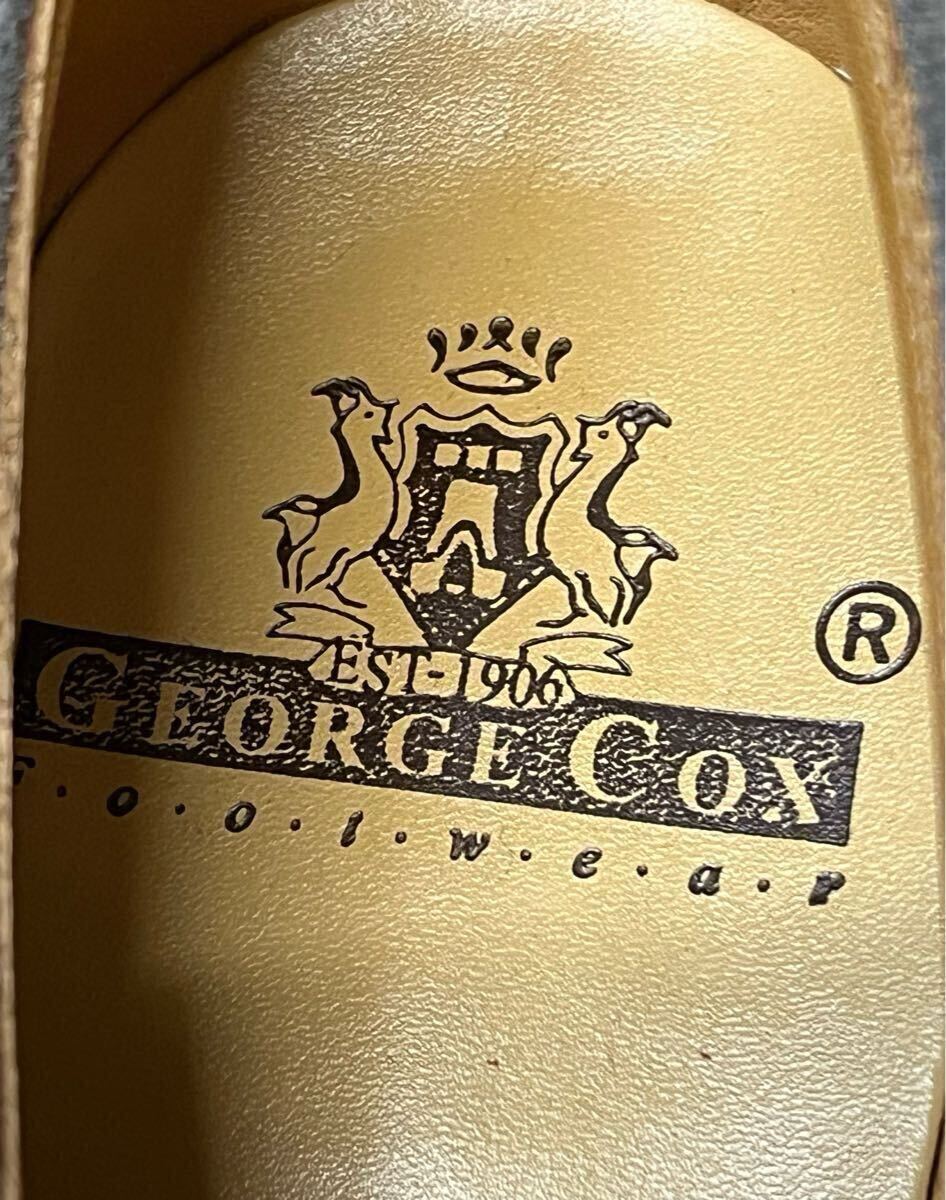 EST-1906
®
GEORGE COX
f.o.o.t.w.e.a.r